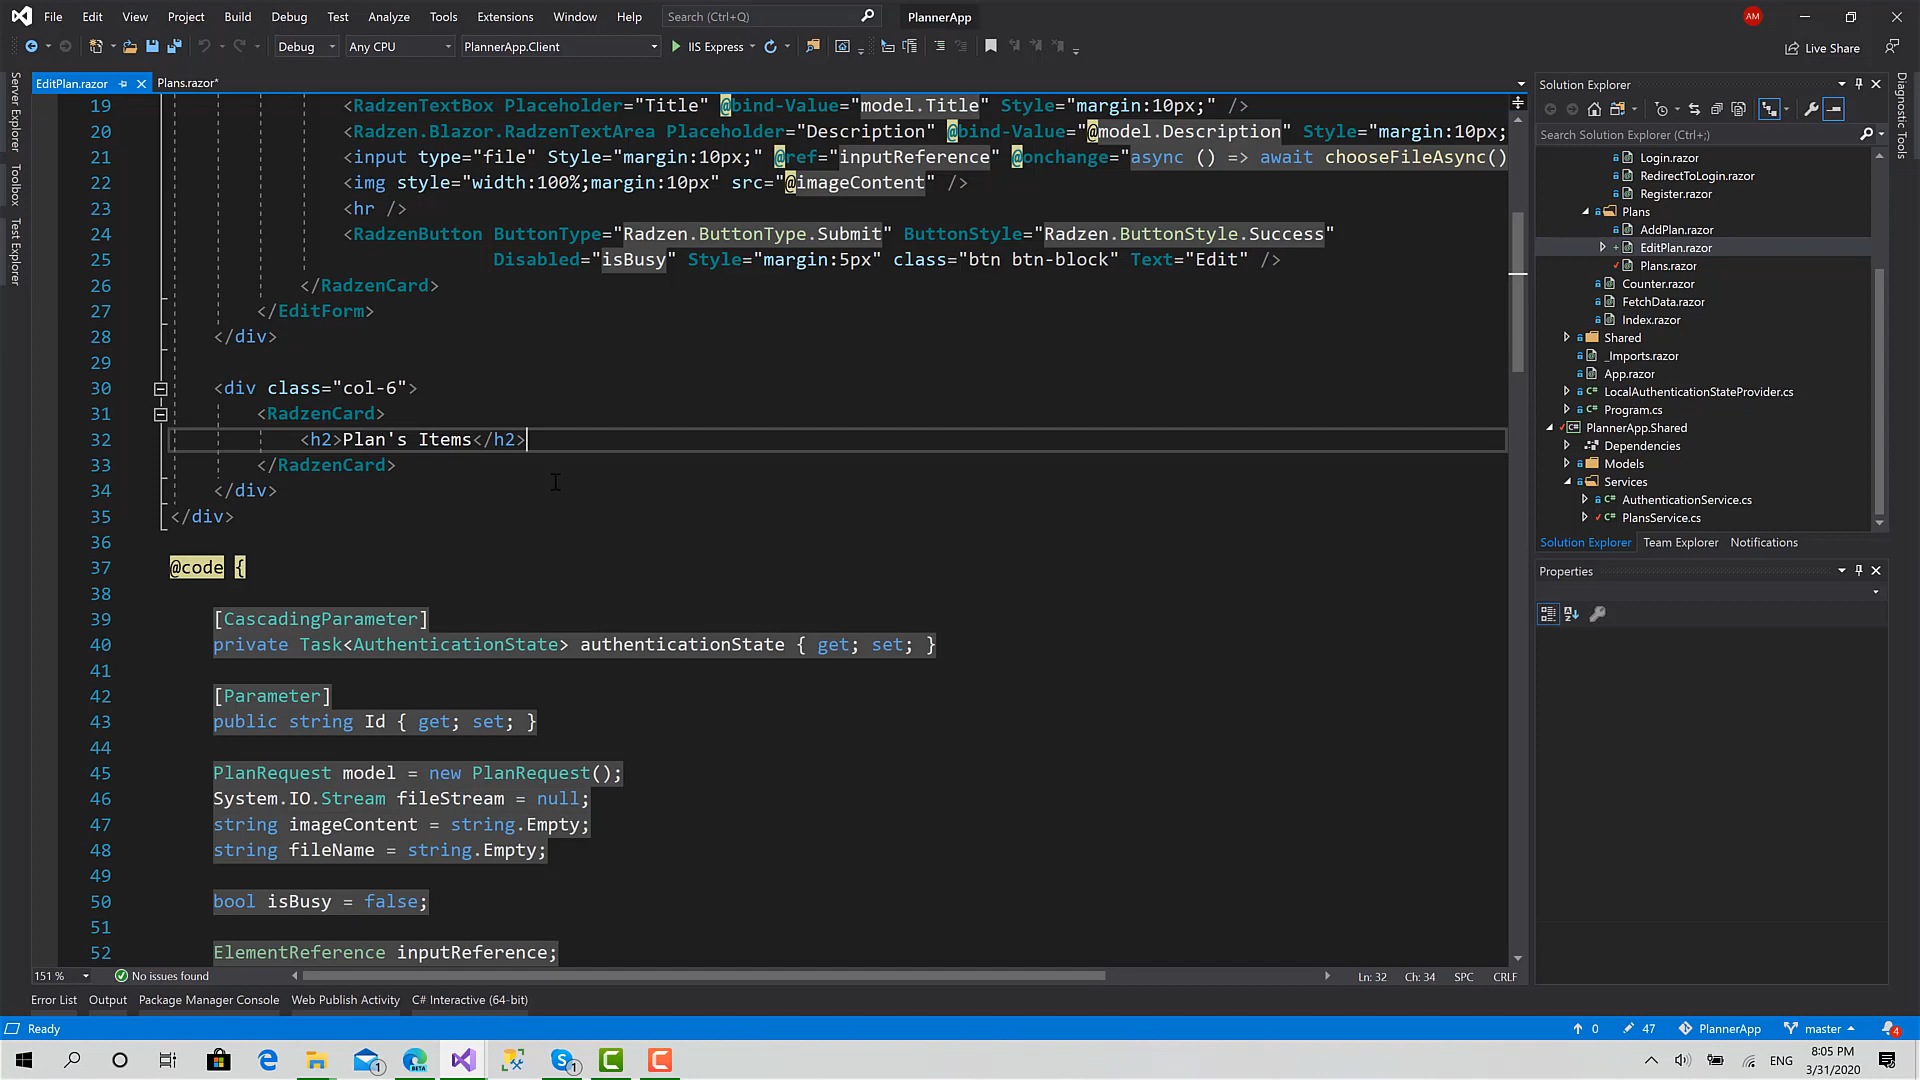 File Edit View Project Build Debug Test Analyze Tools Extensions Window Help Search (Ctrl+Q) PlannerApp AM
Debug Any CPU PlannerApp.Client IIS Express Live Share
Server Explorer
Toolbox
Test Explorer
EditPlan.razor Plans.razor*
19 <RadzenTextBox Placeholder="Title" @bind-Value="model.Title" Style="margin:10px;" />
20 <Radzen.Blazor.RadzenTextArea Placeholder="Description" @bind-Value="@model.Description" Style="margin:10px;
21 <input type="file" Style="margin:10px;" @ref="inputReference" @onchange="async () => await chooseFileAsync()
22 <img style="width:100%;margin:10px" src="@imageContent" />
23 <hr />
24 <RadzenButton ButtonType="Radzen.ButtonType.Submit" ButtonStyle="Radzen.ButtonStyle.Success"
25 Disabled="isBusy" Style="margin:5px" class="btn btn-block" Text="Edit" />
26 </RadzenCard>
27 </EditForm>
28 </div>
29
30 <div class="col-6">
31 <RadzenCard>
32 <h2>Plan's Items</h2>
33 </RadzenCard>
34 </div>
35 </div>
36
37 @code {
38
39 [CascadingParameter]
40 private Task<AuthenticationState> authenticationState { get; set; }
41
42 [Parameter]
43 public string Id { get; set; }
44
45 PlanRequest model = new PlanRequest();
46 System.IO.Stream fileStream = null;
47 string imageContent = string.Empty;
48 string fileName = string.Empty;
49
50 bool isBusy = false;
51
52 ElementReference inputReference;
151 % No issues found Ln: 32 Ch: 34 SPC CRLF
Error List Output Package Manager Console Web Publish Activity C# Interactive (64-bit)
Solution Explorer
Search Solution Explorer (Ctrl+;)
Login.razor
RedirectToLogin.razor
Register.razor
Plans
AddPlan.razor
EditPlan.razor
Plans.razor
Counter.razor
FetchData.razor
Index.razor
Shared
_Imports.razor
App.razor
LocalAuthenticationStateProvider.cs
Program.cs
PlannerApp.Shared
Dependencies
Models
Services
AuthenticationService.cs
PlansService.cs
Solution Explorer Team Explorer Notifications
Properties
Diagnostic Tools
Ready 0 47 PlannerApp master 4
1 BETA 1 ENG 8:05 PM
3/31/2020